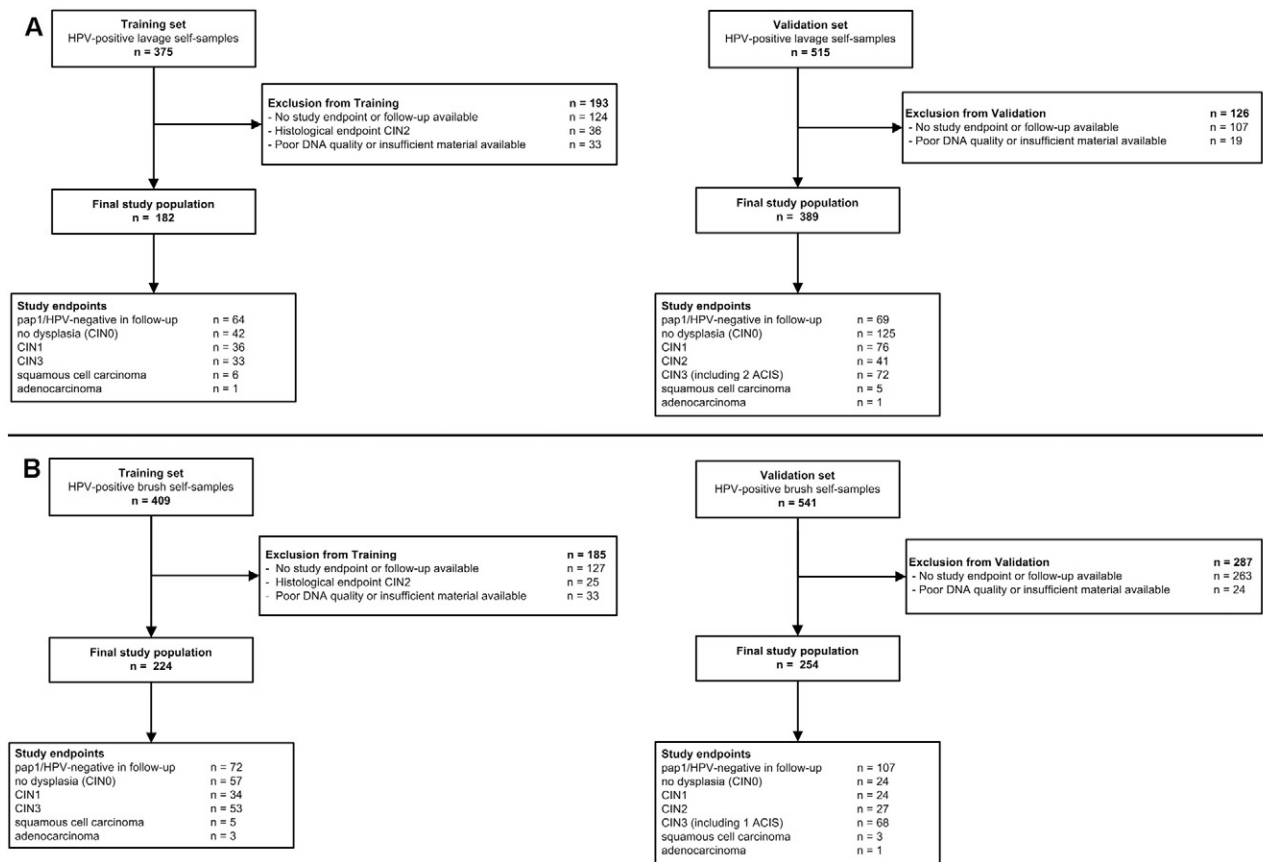 A
Training set
HPV-positive lavage self-samples
n = 375
Exclusion from Training n = 193
- No study endpoint or follow-up available n = 124
- Histological endpoint CIN2 n = 36
- Poor DNA quality or insufficient material available n = 33
Final study population
n = 182
Study endpoints
pap1/HPV-negative in follow-up n = 64
no dysplasia (CIN0) n = 42
CIN1 n = 36
CIN3 n = 33
squamous cell carcinoma n = 6
adenocarcinoma n = 1
Validation set
HPV-positive lavage self-samples
n = 515
Exclusion from Validation n = 126
- No study endpoint or follow-up available n = 107
- Poor DNA quality or insufficient material available n = 19
Final study population
n = 389
Study endpoints
pap1/HPV-negative in follow-up n = 69
no dysplasia (CIN0) n = 125
CIN1 n = 76
CIN2 n = 41
CIN3 (including 2 ACIS) n = 72
squamous cell carcinoma n = 5
adenocarcinoma n = 1
B
Training set
HPV-positive brush self-samples
n = 409
Exclusion from Training n = 185
- No study endpoint or follow-up available n = 127
- Histological endpoint CIN2 n = 25
- Poor DNA quality or insufficient material available n = 33
Final study population
n = 224
Study endpoints
pap1/HPV-negative in follow-up n = 72
no dysplasia (CIN0) n = 57
CIN1 n = 34
CIN3 n = 53
squamous cell carcinoma n = 5
adenocarcinoma n = 3
Validation set
HPV-positive brush self-samples
n = 541
Exclusion from Validation n = 287
- No study endpoint or follow-up available n = 263
- Poor DNA quality or insufficient material available n = 24
Final study population
n = 254
Study endpoints
pap1/HPV-negative in follow-up n = 107
no dysplasia (CIN0) n = 24
CIN1 n = 24
CIN2 n = 27
CIN3 (including 1 ACIS) n = 68
squamous cell carcinoma n = 3
adenocarcinoma n = 1